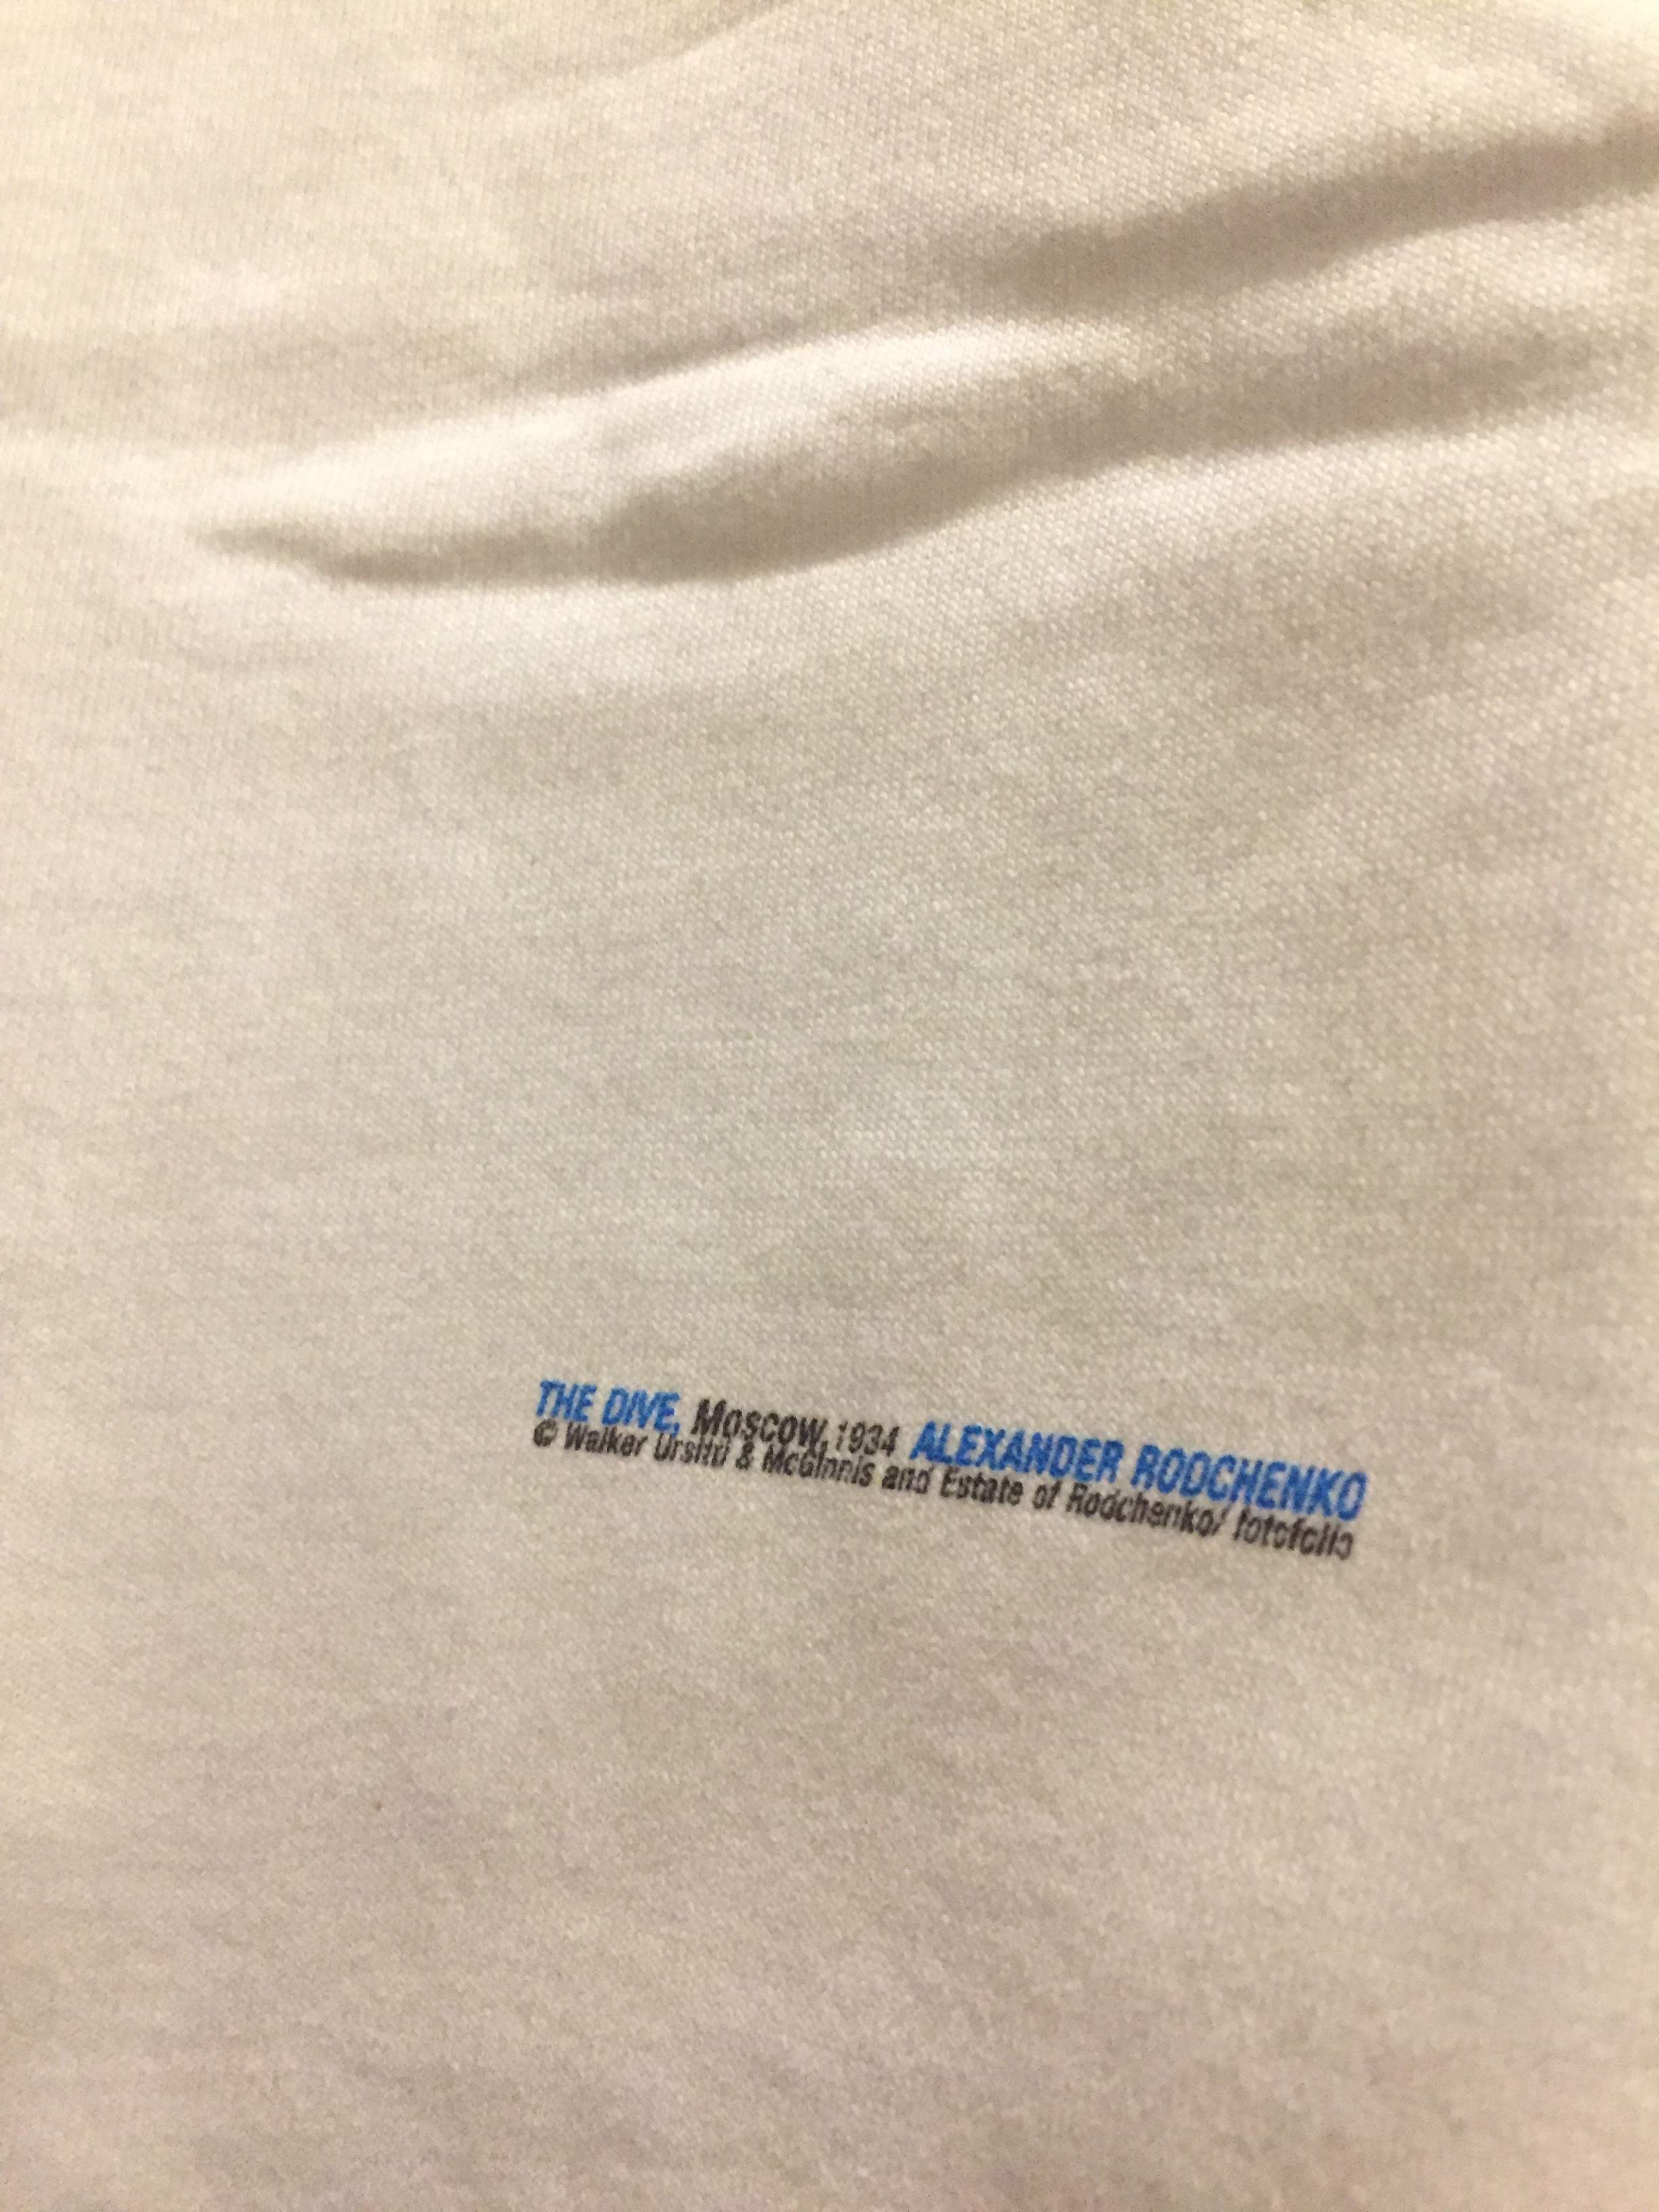 THE DIVE, Moscow, 1934 ALEXANDER RODCHENKO
© Walker Ursitti & McGinnis and Estate of Rodchenko/ fotofolio